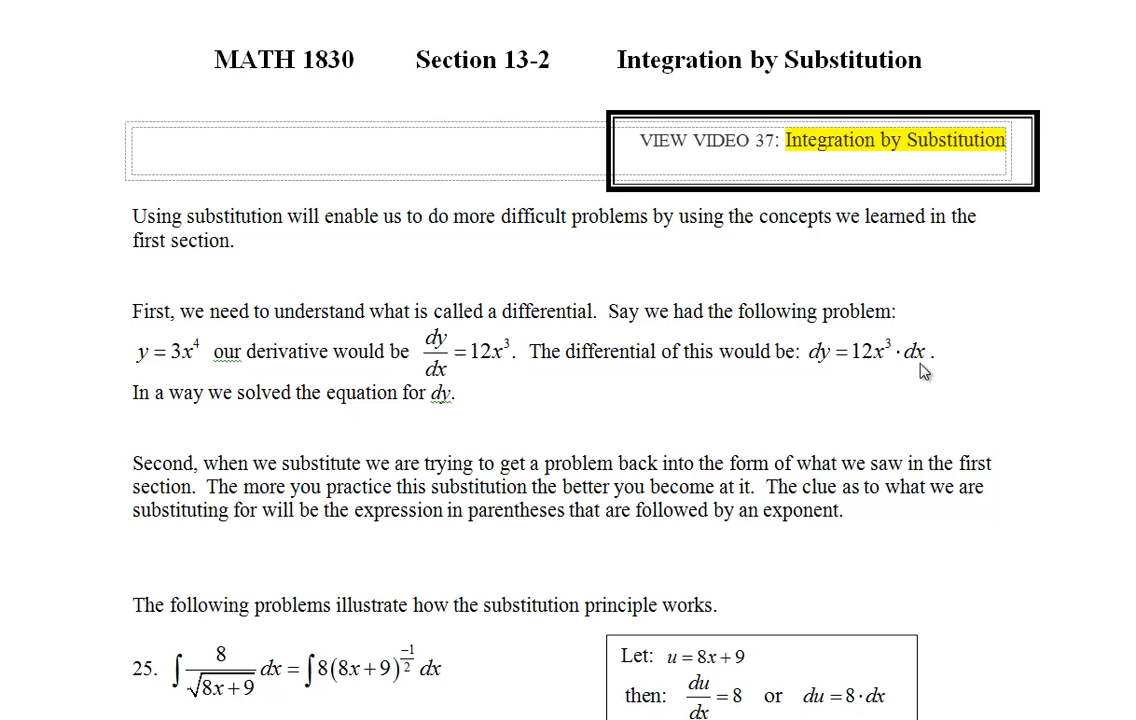 MATH 1830 Section 13-2 Integration by Substitution
VIEW VIDEO 37: Integration by Substitution
Using substitution will enable us to do more difficult problems by using the concepts we learned in the
first section.
First, we need to understand what is called a differential. Say we had the following problem:
y = 3x⁴ our derivative would be dy/dx = 12x³. The differential of this would be: dy = 12x³ · dx.
In a way we solved the equation for dy.
Second, when we substitute we are trying to get a problem back into the form of what we saw in the first
section. The more you practice this substitution the better you become at it. The clue as to what we are
substituting for will be the expression in parentheses that are followed by an exponent.
The following problems illustrate how the substitution principle works.
25. ∫ 8/√(8x+9) dx = ∫ 8(8x+9)^(-1/2) dx
Let: u = 8x+9
then: du/dx = 8 or du = 8 · dx